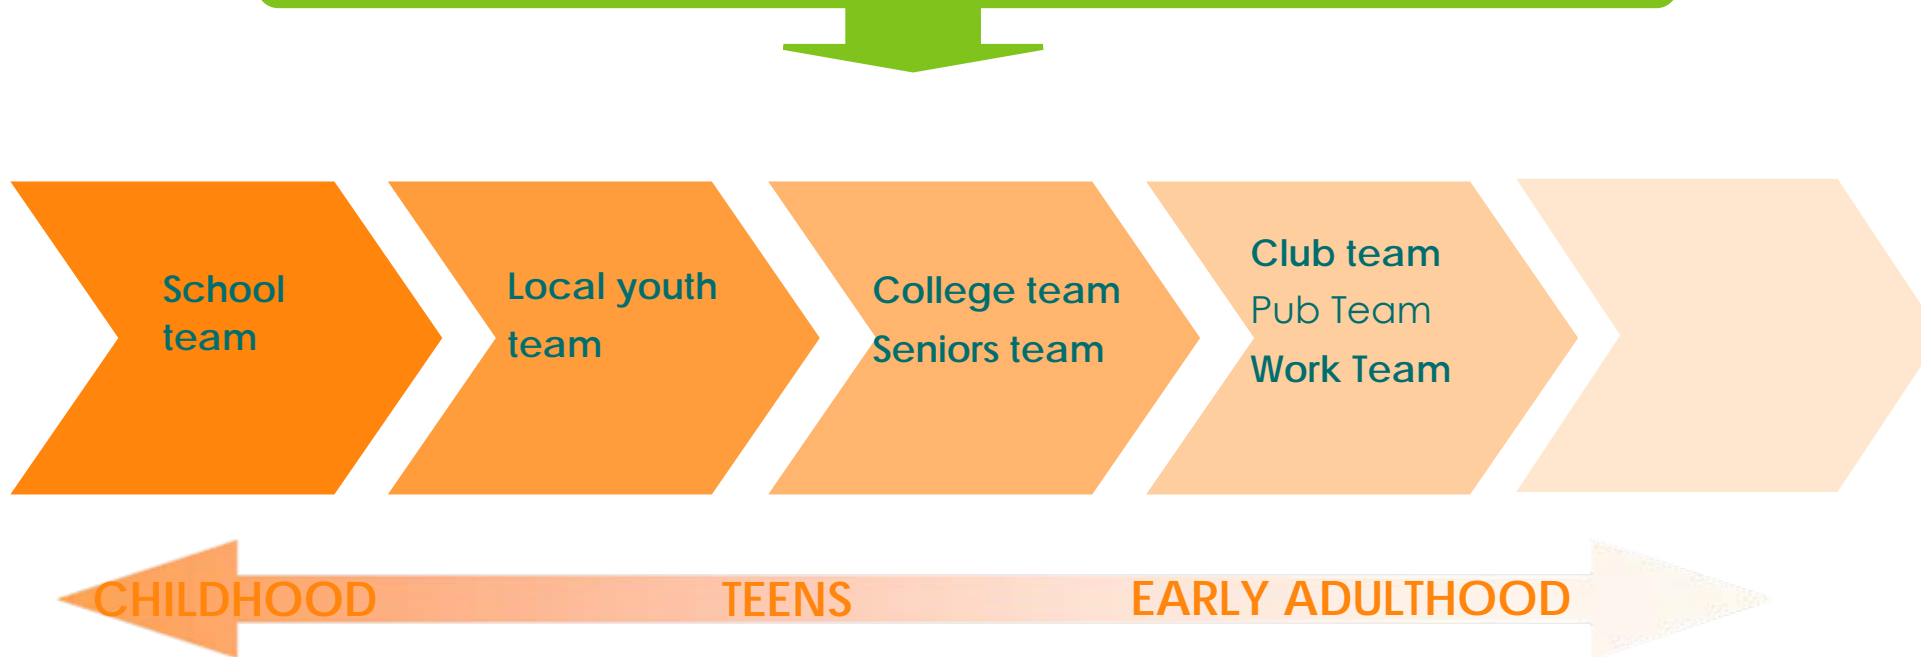 School
team
Local youth
team
College team
Seniors team
Club team
Pub Team
Work Team
CHILDHOOD
TEENS
EARLY ADULTHOOD